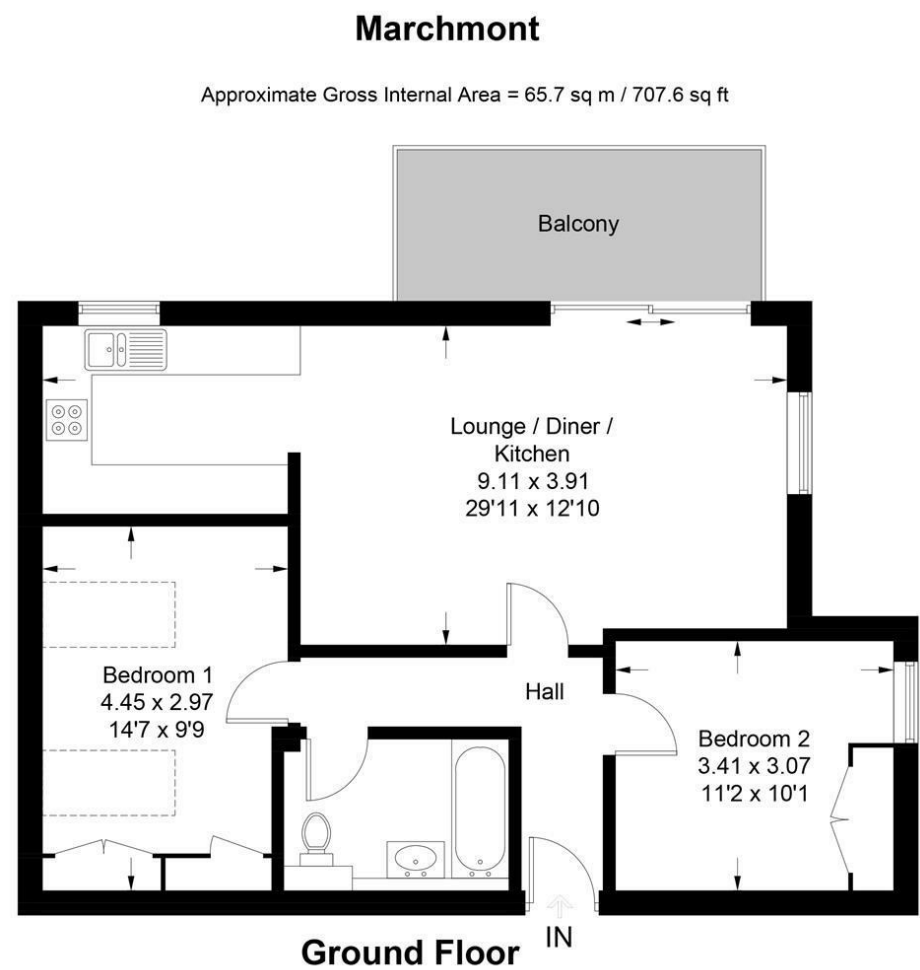 Marchmont
Approximate Gross Internal Area = 65.7 sq m / 707.6 sq ft
Balcony
Lounge / Diner /
Kitchen
9.11 x 3.91
29'11 x 12'10
Bedroom 1
4.45 x 2.97
14'7 x 9'9
Hall
Bedroom 2
3.41 x 3.07
11'2 x 10'1
IN
Ground Floor